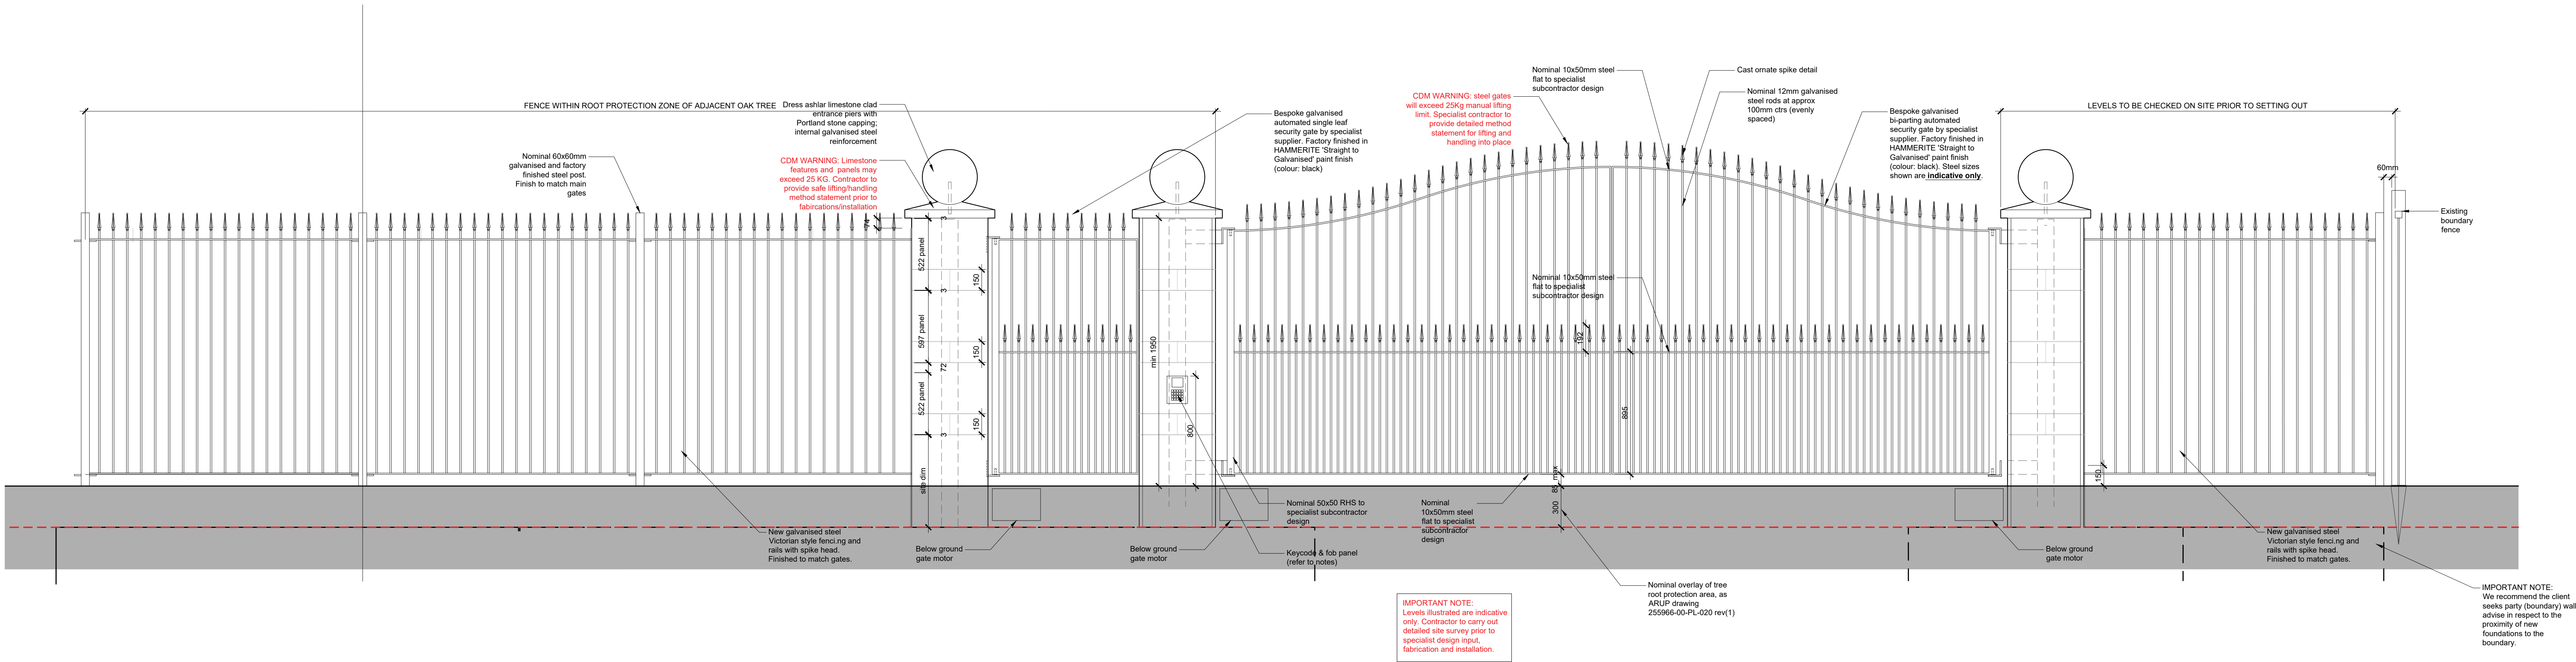 FENCE WITHIN ROOT PROTECTION ZONE OF ADJACENT OAK TREE
Dress ashlar limestone clad
entrance piers with
Portland stone capping;
internal galvanised steel
reinforcement
Nominal 60x60mm
galvanised and factory
finished steel post.
Finish to match main
gates
CDM WARNING: Limestone
features and panels may
exceed 25 KG. Contractor to
provide safe lifting/handling
method statement prior to
fabircations/installation
Bespoke galvanised
automated single leaf
security gate by specialist
supplier. Factory finished in
HAMMERITE 'Straight to
Galvanised' paint finish
(colour: black)
CDM WARNING: steel gates
will exceed 25Kg manual lifting
limit. Specialist contractor to
provide detailed method
statement for lifting and
handling into place
Nominal 10x50mm steel
flat to specialist
subcontractor design
Cast ornate spike detail
Nominal 12mm galvanised
steel rods at approx
100mm ctrs (evenly
spaced)
Bespoke galvanised
bi-parting automated
security gate by specialist
supplier. Factory finished in
HAMMERITE 'Straight to
Galvanised' paint finish
(colour: black). Steel sizes
shown are indicative only.
LEVELS TO BE CHECKED ON SITE PRIOR TO SETTING OUT
60mm
Existing
boundary
fence
74
3
522 panel
150
3
597 panel
150
72
522 panel
150
3
site dim
min 1950
800
Nominal 10x50mm steel
flat to specialist
subcontractor design
192
895
85 max
300
150
New galvanised steel
Victorian style fenci.ng and
rails with spike head.
Finished to match gates.
Below ground
gate motor
Below ground
gate motor
Nominal 50x50 RHS to
specialist subcontractor
design
Keycode & fob panel
(refer to notes)
Nominal
10x50mm steel
flat to specialist
subcontractor
design
Nominal overlay of tree
root protection area, as
ARUP drawing
255966-00-PL-020 rev(1)
Below ground
gate motor
New galvanised steel
Victorian style fenci.ng and
rails with spike head.
Finished to match gates.
IMPORTANT NOTE:
Levels illustrated are indicative
only. Contractor to carry out
detailed site survey prior to
specialist design input,
fabrication and installation.
IMPORTANT NOTE:
We recommend the client
seeks party (boundary) wall
advise in respect to the
proximity of new
foundations to the
boundary.